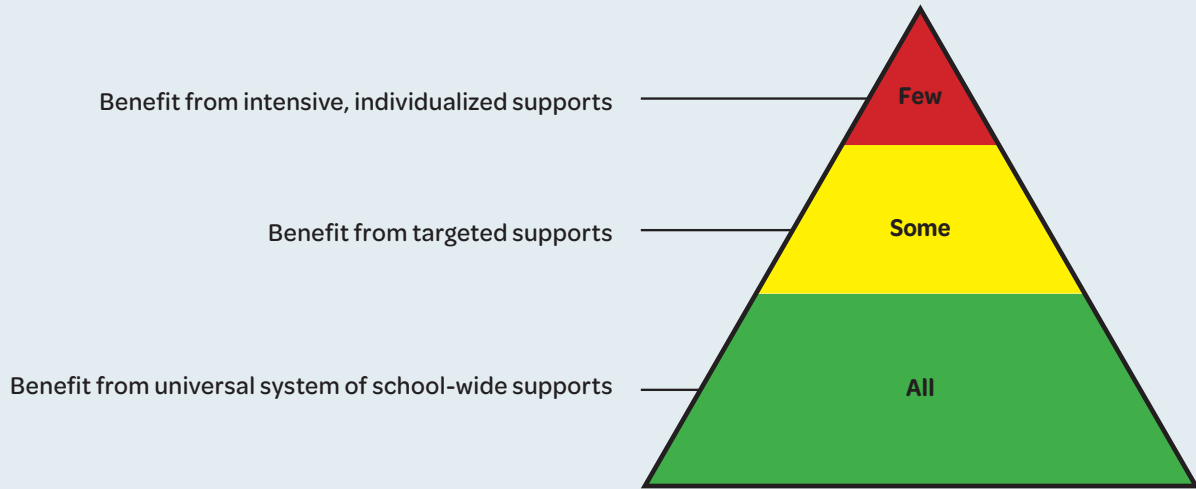 Benefit from intensive, individualized supports
Few
Benefit from targeted supports
Some
Benefit from universal system of school-wide supports
All